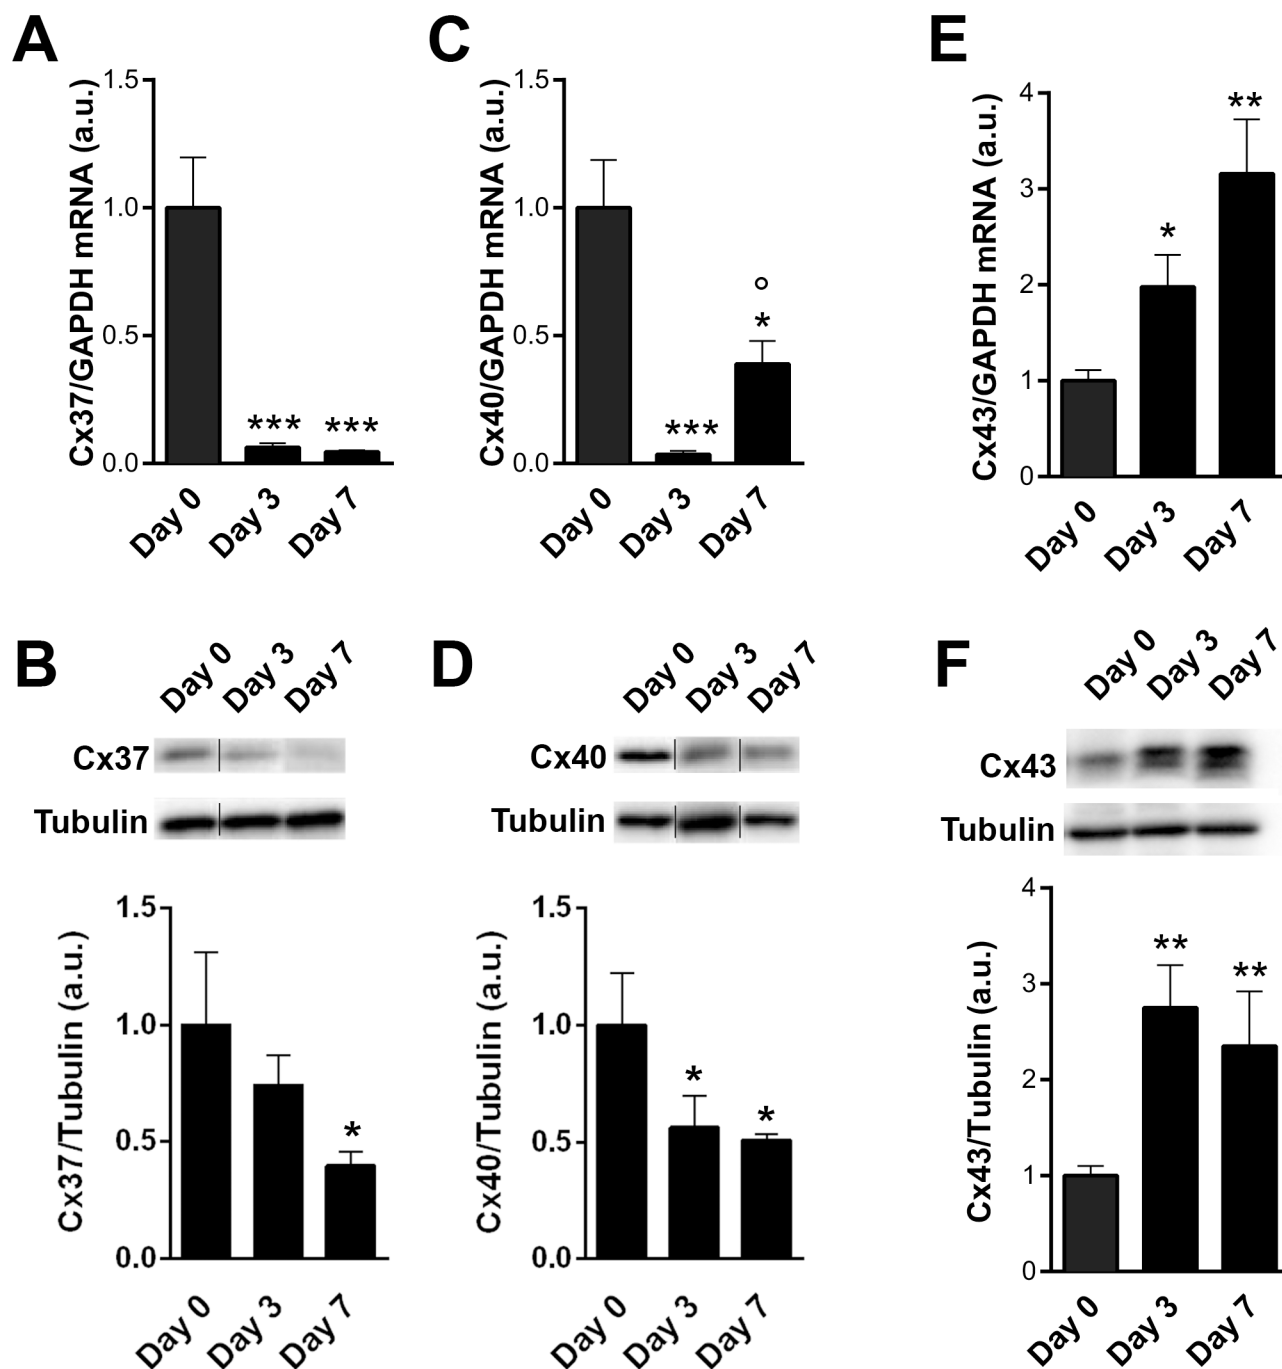 A
Cx37/GAPDH mRNA (a.u.)
1.5
1.0
0.5
0.0
***
***
Day 0
Day 3
Day 7
C
Cx40/GAPDH mRNA (a.u.)
1.5
1.0
0.5
0.0
***
°
*
Day 0
Day 3
Day 7
E
Cx43/GAPDH mRNA (a.u.)
4
3
2
1
0
*
**
Day 0
Day 3
Day 7
B
Day 0
Day 3
Day 7
Cx37
Tubulin
Cx37/Tubulin (a.u.)
1.5
1.0
0.5
0.0
*
Day 0
Day 3
Day 7
D
Day 0
Day 3
Day 7
Cx40
Tubulin
Cx40/Tubulin (a.u.)
1.5
1.0
0.5
0.0
*
*
Day 0
Day 3
Day 7
F
Day 0
Day 3
Day 7
Cx43
Tubulin
Cx43/Tubulin (a.u.)
4
3
2
1
0
**
**
Day 0
Day 3
Day 7